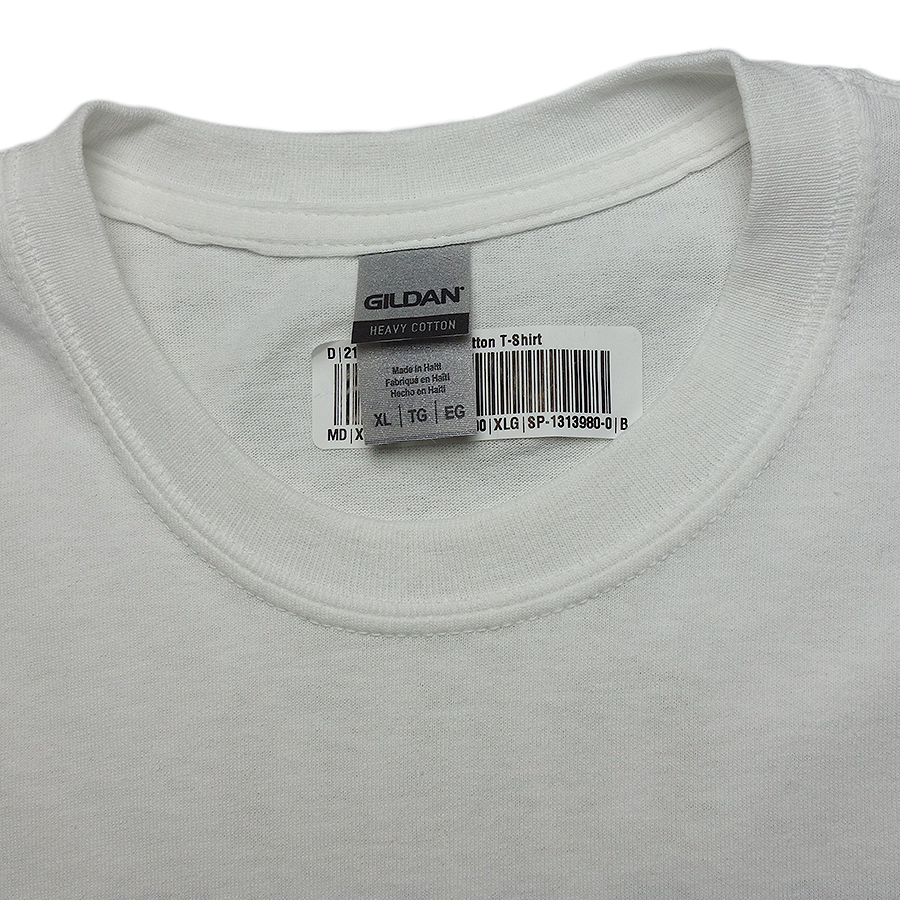 GILDAN®
HEAVY COTTON
D|21
tton T-Shirt
Made in Haiti
Fabriqué en Haïti
Hecho en Haití
XL | TG | EG
MD|X
00|XLG|SP-1313980-0|B